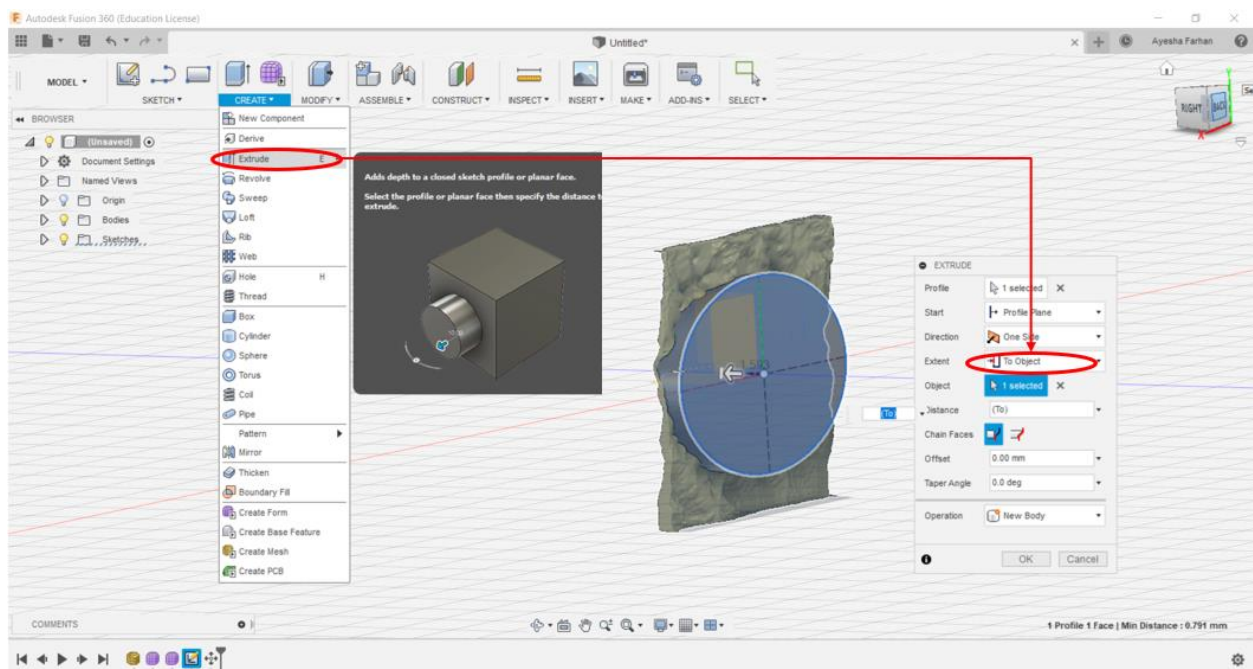 Autodesk Fusion 360 (Education License)
Untitled*
Ayesha Farhan
MODEL
SKETCH
CREATE
MODIFY
ASSEMBLE
CONSTRUCT
INSPECT
INSERT
MAKE
ADD-INS
SELECT
BROWSER
(Unsaved)
Document Settings
Named Views
Origin
Bodies
Sketches
New Component
Derive
Extrude E
Revolve
Sweep
Loft
Rib
Web
Hole H
Thread
Box
Cylinder
Sphere
Torus
Coil
Pipe
Pattern
Mirror
Thicken
Boundary Fill
Create Form
Create Base Feature
Create Mesh
Create PCB
Adds depth to a closed sketch profile or planar face.
Select the profile or planar face then specify the distance t
extrude.
RIGHT
BACK
Y
X
Se
1.593
(To)
EXTRUDE
Profile 1 selected
Start Profile Plane
Direction One Side
Extent To Object
Object 1 selected
Distance (To)
Chain Faces
Offset 0.00 mm
Taper Angle 0.0 deg
Operation New Body
OK Cancel
COMMENTS
1 Profile 1 Face | Min Distance : 0.791 mm